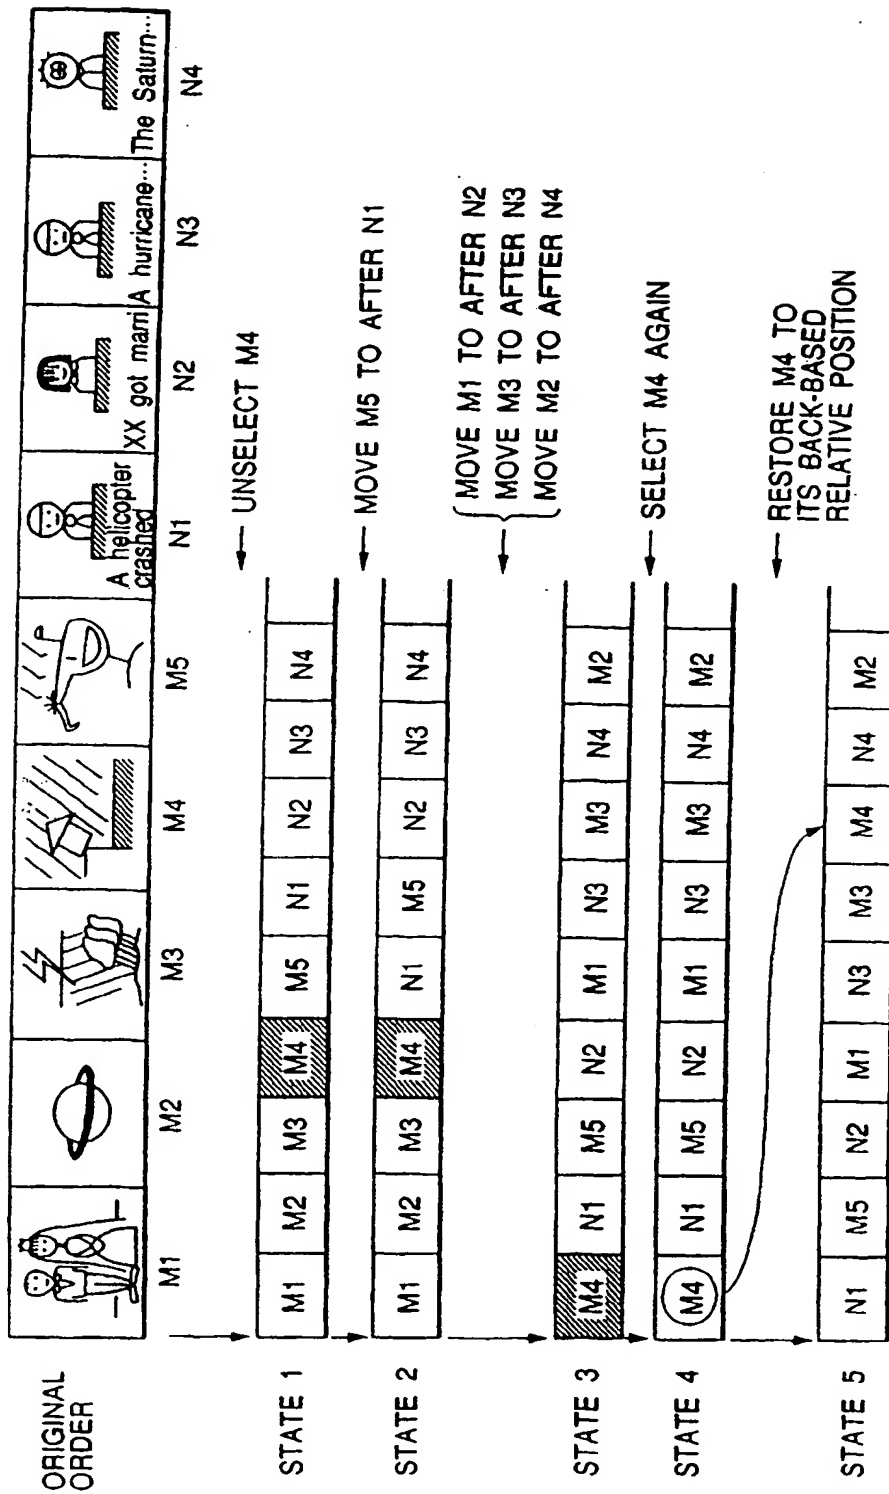 ORIGINAL
ORDER
A helicopter
crashed
XX got marri
A hurricane…
The Saturn…
M1 M2 M3 M4 M5 N1 N2 N3 N4
UNSELECT M4
STATE 1
M1 M2 M3 M4 M5 N1 N2 N3 N4
MOVE M5 TO AFTER N1
STATE 2
M1 M2 M3 M4 N1 M5 N2 N3 N4
MOVE M1 TO AFTER N2
MOVE M3 TO AFTER N3
MOVE M2 TO AFTER N4
STATE 3
M4 N1 M5 N2 M1 N3 M3 N4 M2
SELECT M4 AGAIN
STATE 4
M4 N1 M5 N2 M1 N3 M3 N4 M2
RESTORE M4 TO
ITS BACK-BASED
RELATIVE POSITION
STATE 5
N1 M5 N2 M1 N3 M3 M4 N4 M2